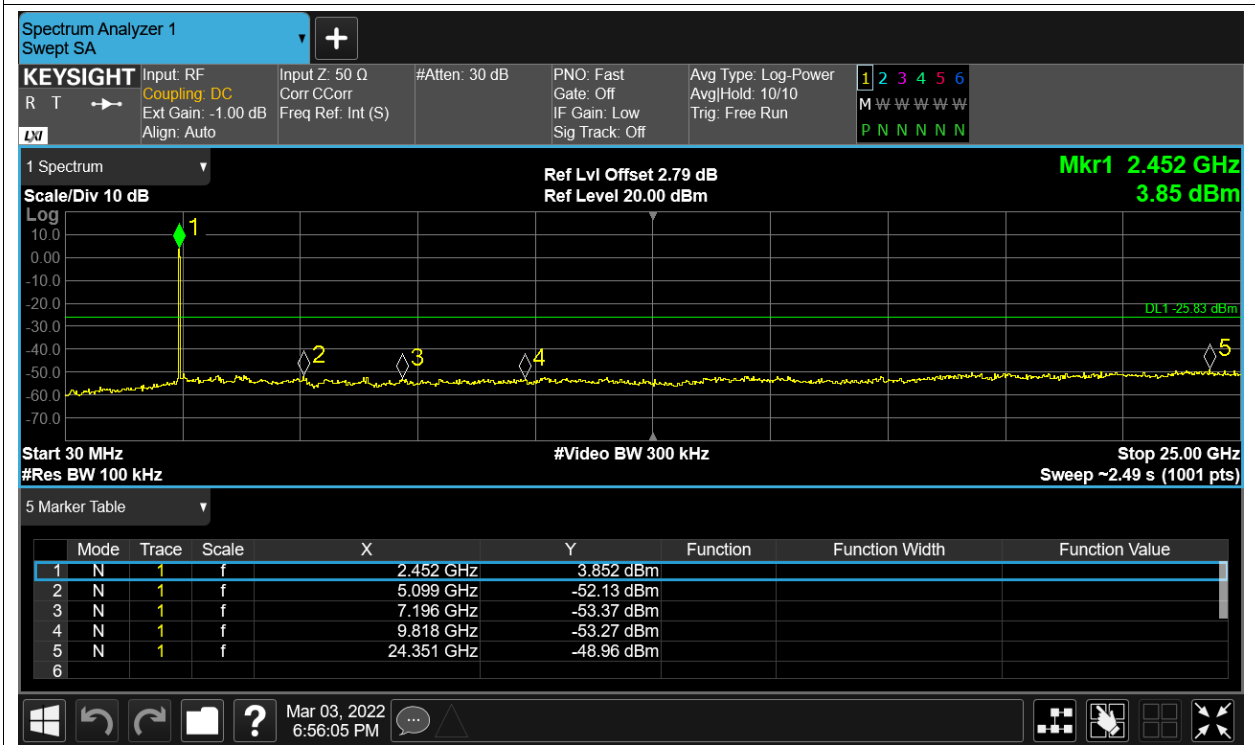 Spectrum Analyzer 1
Swept SA
KEYSIGHT
R T
LXI
Input: RF
Coupling: DC
Ext Gain: -1.00 dB
Align: Auto
Input Z: 50 Ω
Corr CCorr
Freq Ref: Int (S)
#Atten: 30 dB
PNO: Fast
Gate: Off
IF Gain: Low
Sig Track: Off
Avg Type: Log-Power
Avg|Hold: 10/10
Trig: Free Run
1 2 3 4 5 6
M W W W W W
P N N N N N
1 Spectrum
Scale/Div 10 dB
Ref Lvl Offset 2.79 dB
Ref Level 20.00 dBm
Mkr1 2.452 GHz
3.85 dBm
Log
10.0
0.00
-10.0
-20.0
-30.0
-40.0
-50.0
-60.0
-70.0
1
2
3
4
5
DL1 -25.83 dBm
Start 30 MHz
#Res BW 100 kHz
#Video BW 300 kHz
Stop 25.00 GHz
Sweep ~2.49 s (1001 pts)
5 Marker Table
Mode Trace Scale X Y Function Function Width Function Value
1 N 1 f 2.452 GHz 3.852 dBm
2 N 1 f 5.099 GHz -52.13 dBm
3 N 1 f 7.196 GHz -53.37 dBm
4 N 1 f 9.818 GHz -53.27 dBm
5 N 1 f 24.351 GHz -48.96 dBm
6
?
Mar 03, 2022
6:56:05 PM